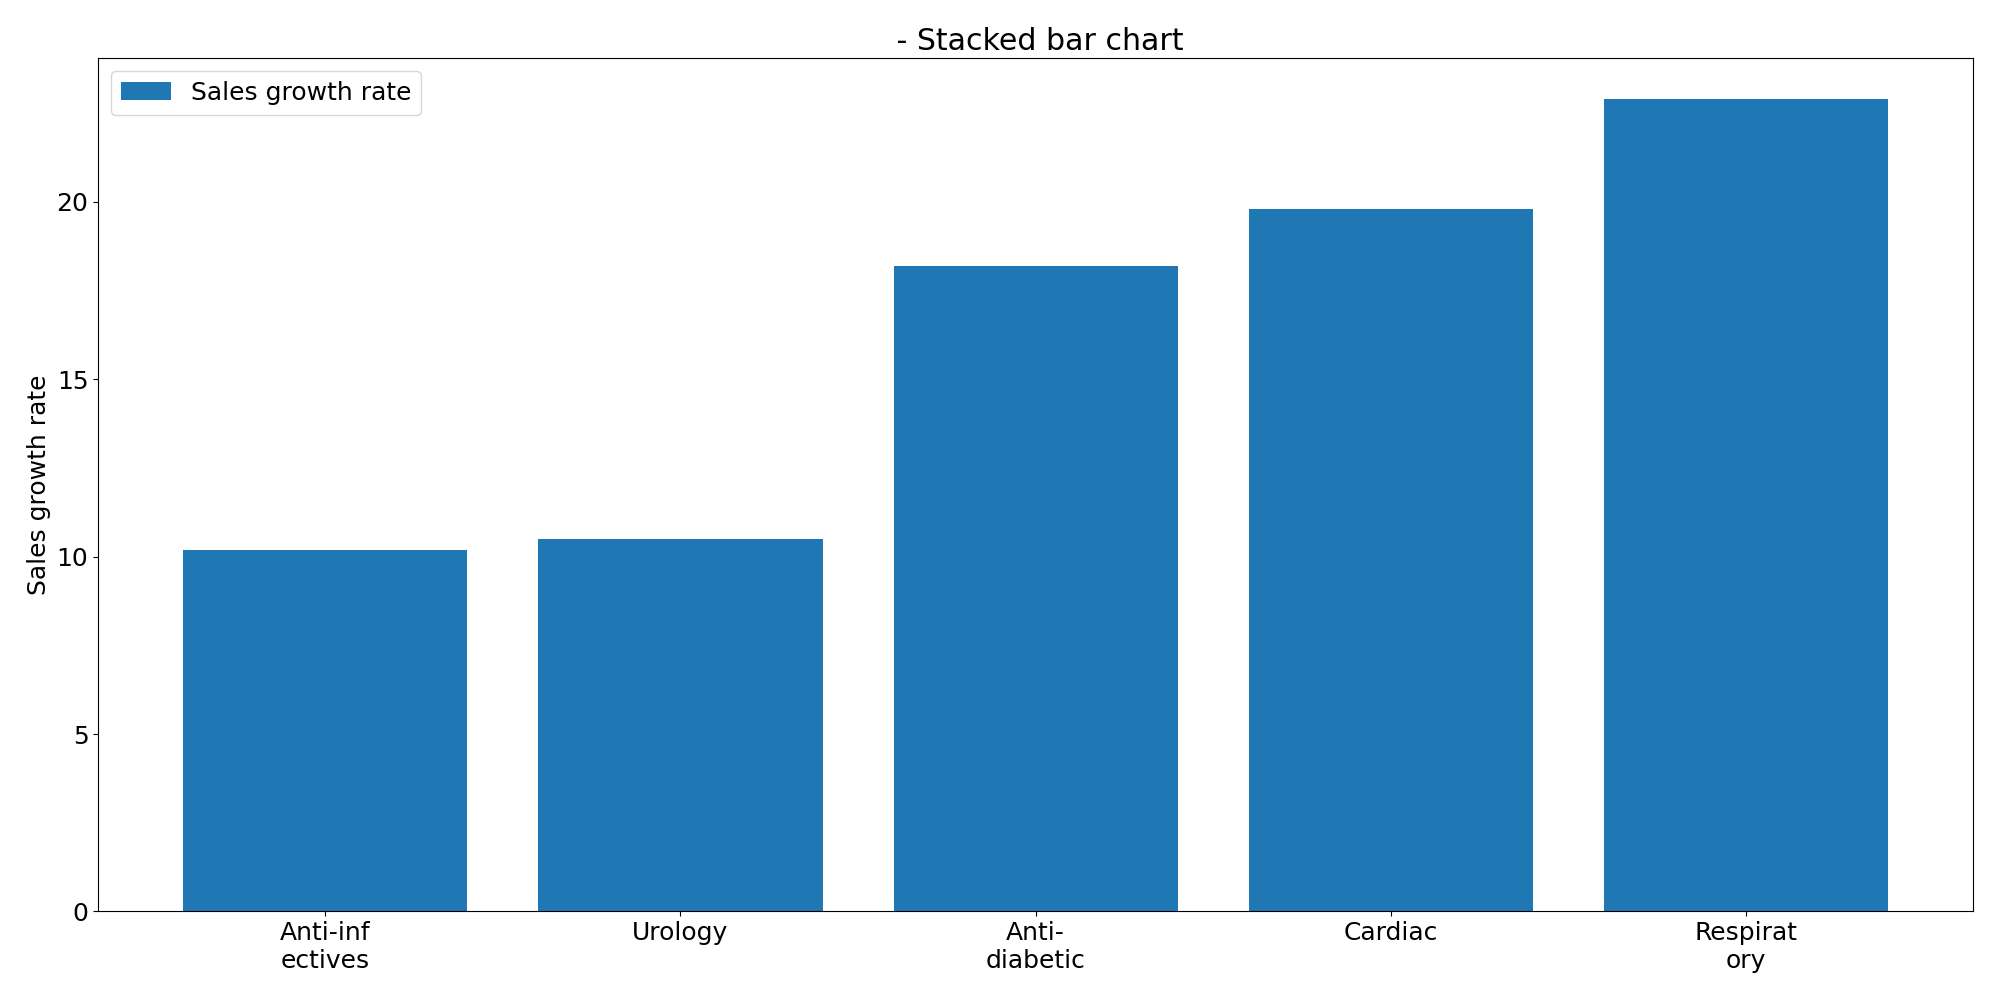 - Stacked bar chart
Sales growth rate
Sales growth rate
20
15
10
5
0
Anti-inf
ectives
Urology
Anti-
diabetic
Cardiac
Respirat
ory